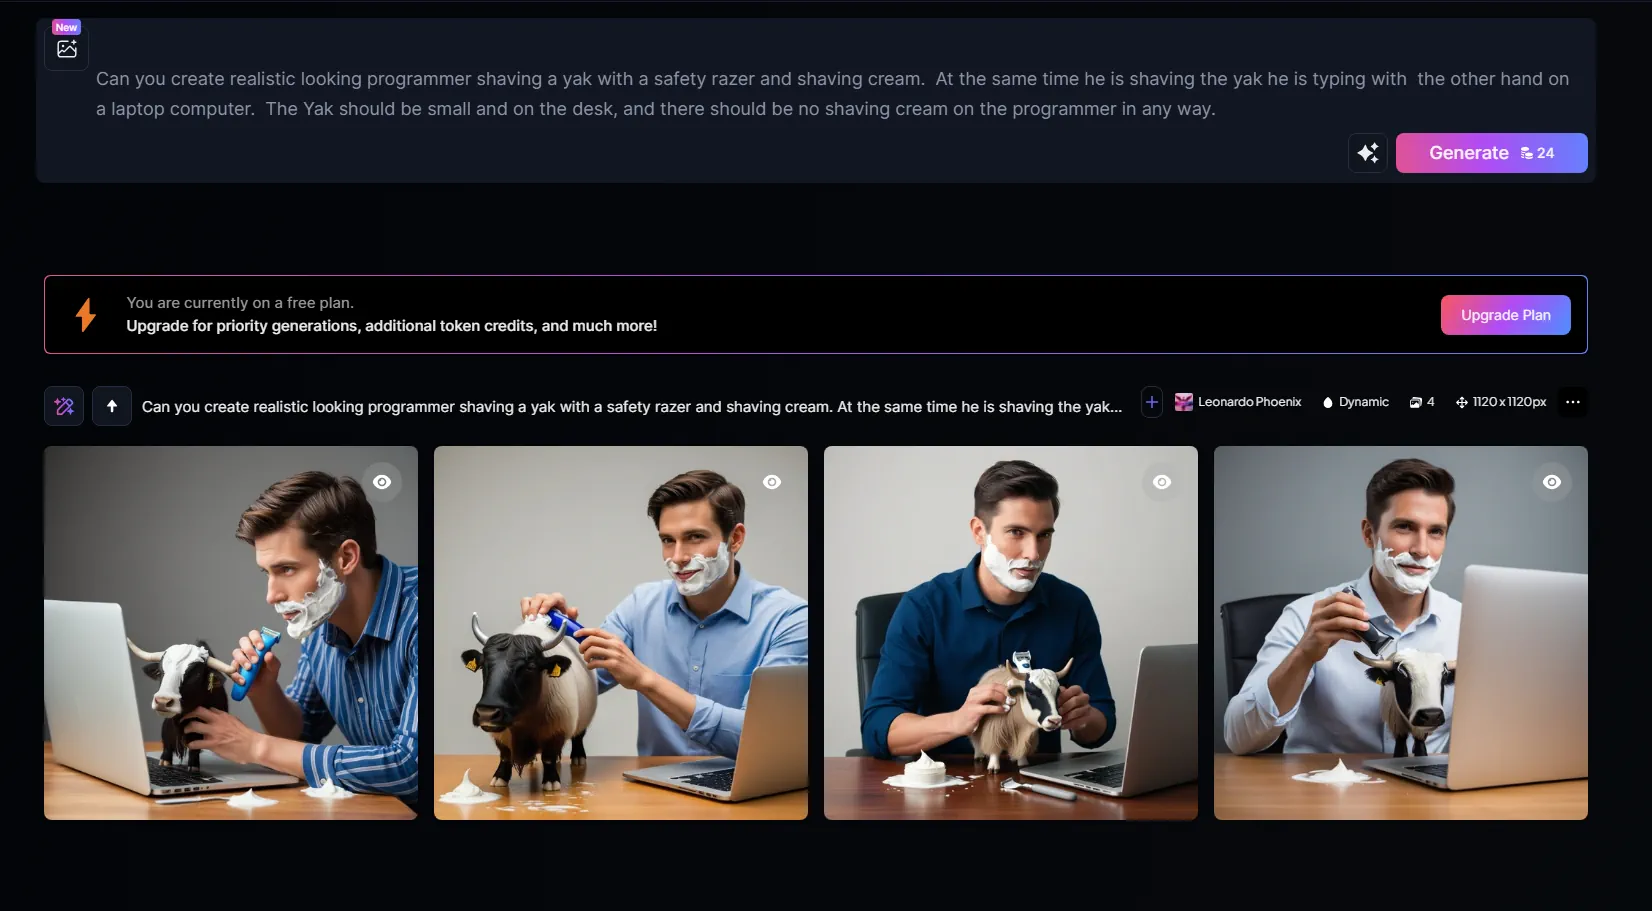 New
Can you create realistic looking programmer shaving a yak with a safety razer and shaving cream.  At the same time he is shaving the yak he is typing with  the other hand on
a laptop computer.  The Yak should be small and on the desk, and there should be no shaving cream on the programmer in any way.
Generate 24
You are currently on a free plan.
Upgrade for priority generations, additional token credits, and much more!
Upgrade Plan
Can you create realistic looking programmer shaving a yak with a safety razer and shaving cream. At the same time he is shaving the yak... Leonardo Phoenix Dynamic 4 1120x1120px